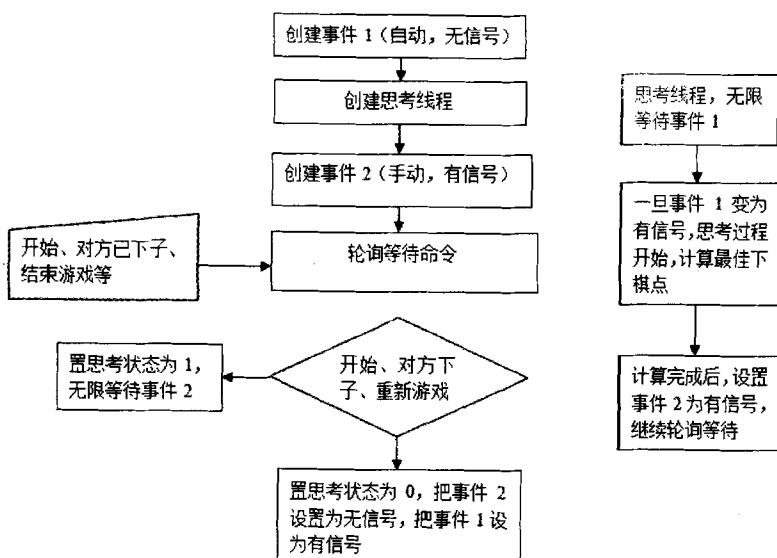 创建事件 1（自动，无信号）
创建思考线程
创建事件 2（手动，有信号）
开始、对方已下子、
结束游戏等
轮询等待命令
置思考状态为 1，
无限等待事件 2
开始、对方下
子、重新游戏
置思考状态为 0，把事件 2
设置为无信号，把事件 1 设
为有信号
思考线程，无限
等待事件 1
一旦事件 1 变为
有信号，思考过程
开始，计算最佳下
棋点
计算完成后，设置
事件 2 为有信号，
继续轮询等待